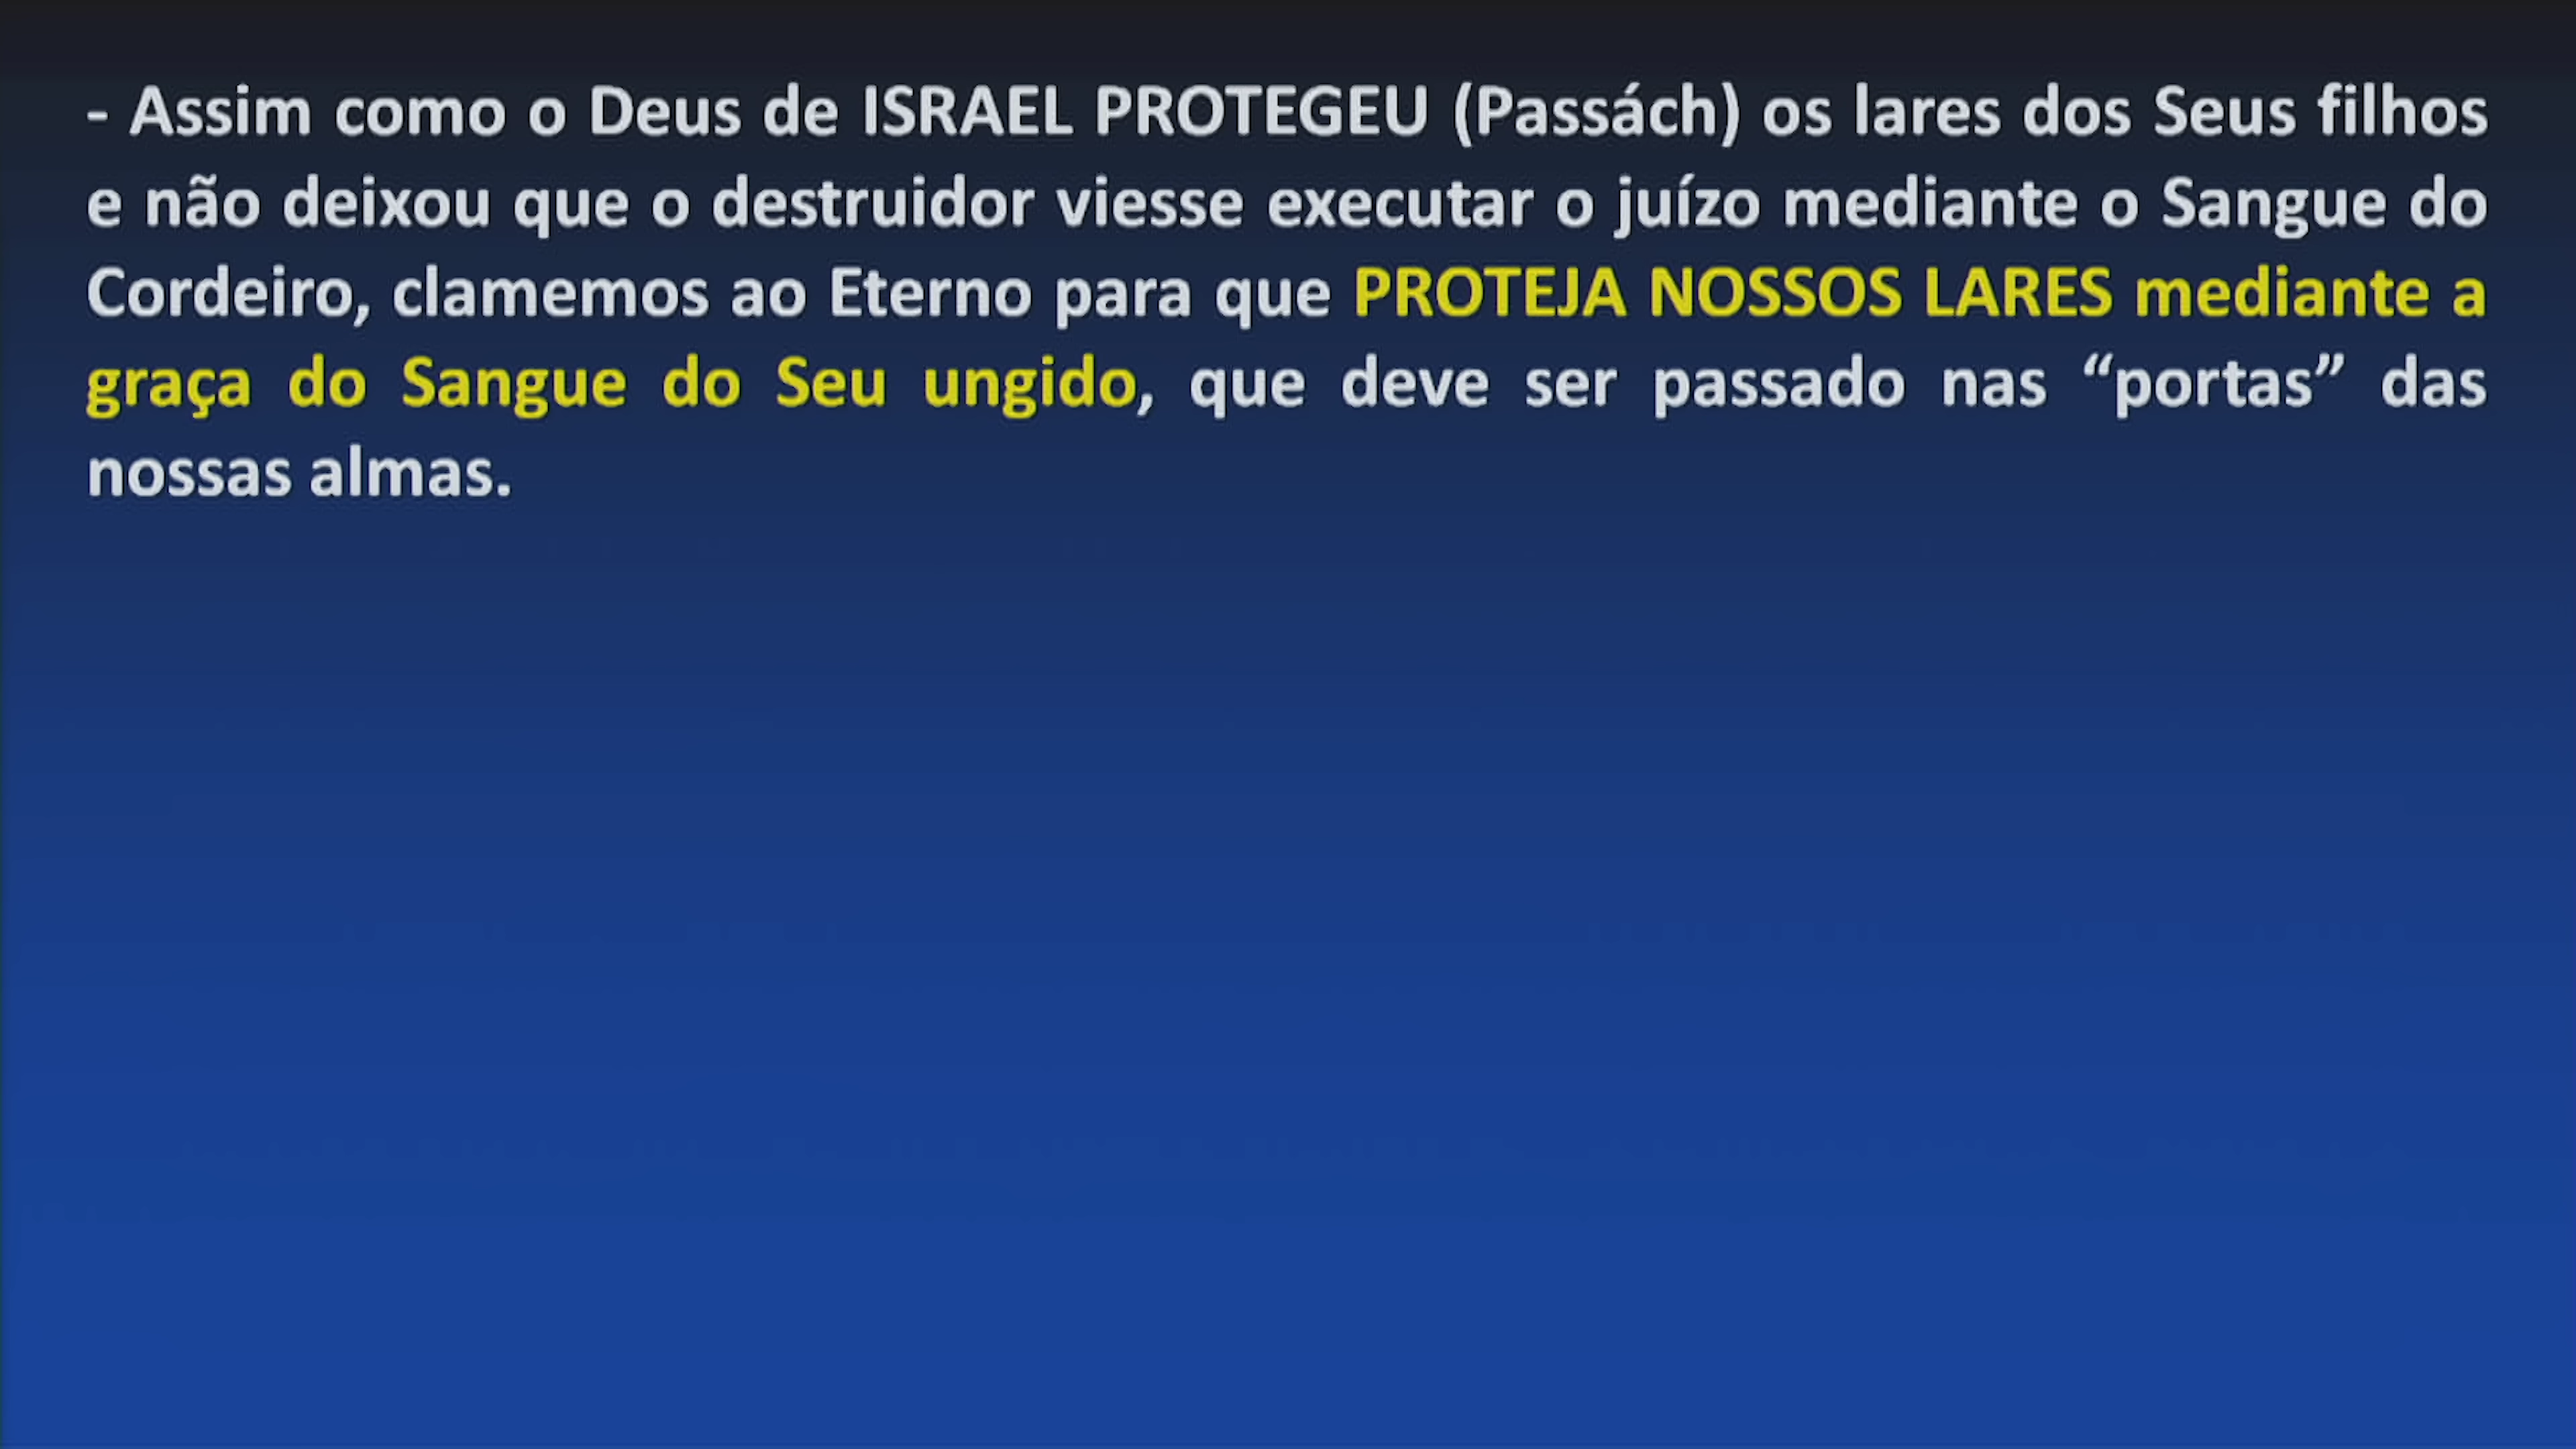 - Assim como o Deus de ISRAEL PROTEGEU (Passách) os lares dos Seus filhos
e não deixou que o destruidor viesse executar o juízo mediante o Sangue do
Cordeiro, clamemos ao Eterno para que PROTEJA NOSSOS LARES mediante a
graça do Sangue do Seu ungido, que deve ser passado nas “portas” das
nossas almas.